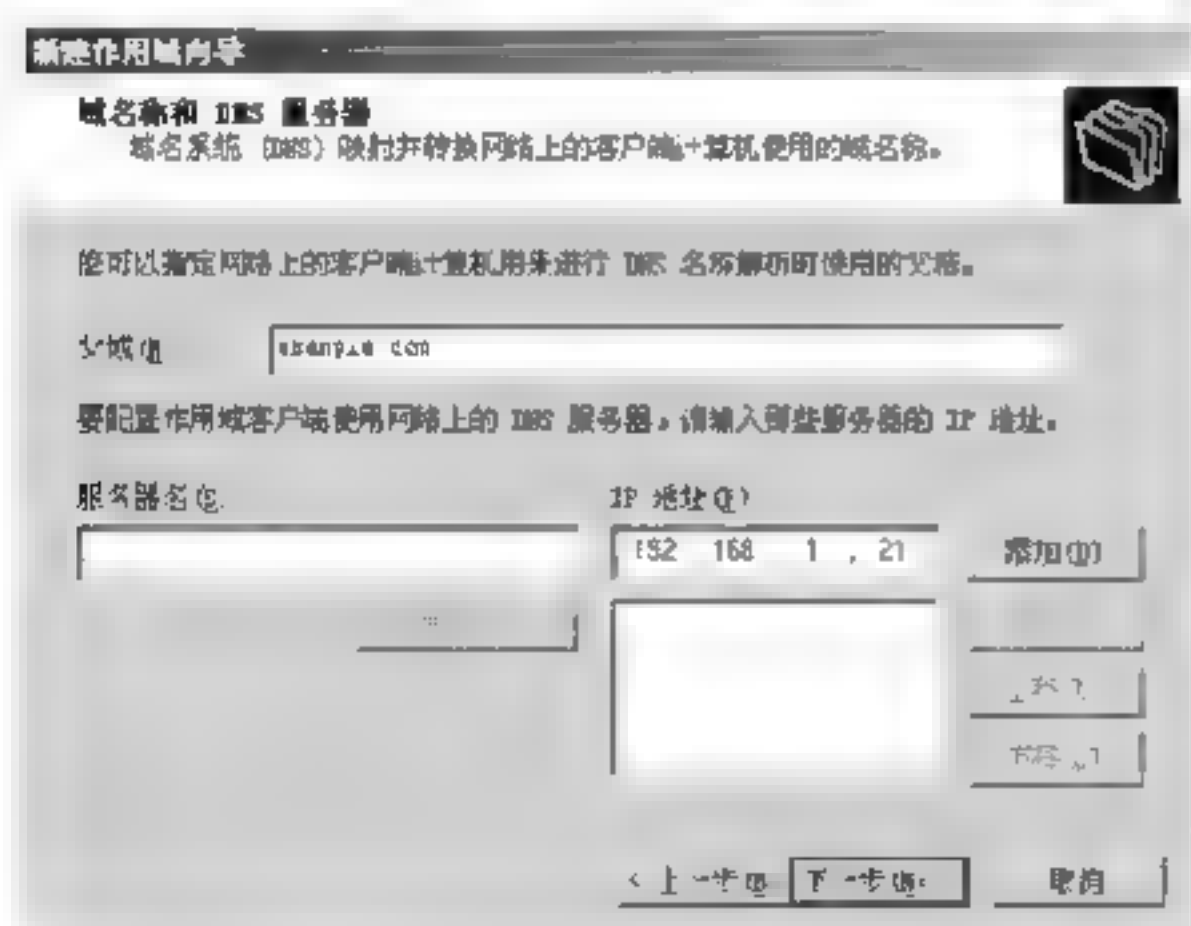 新建作用域向导
域名称和 DNS 服务器
域名系统 (DNS) 映射并转换网络上的客户端计算机使用的域名称。
您可以指定网络上的客户端计算机用来进行 DNS 名称解析时使用的父域。
父域(M)
example.com
要配置作用域客户端使用网络上的 DNS 服务器，请输入那些服务器的 IP 地址。
服务器名(S) IP 地址(P)
192 168 1 . 21 添加(D)
上移
下移
< 上一步(B) 下一步(N)> 取消